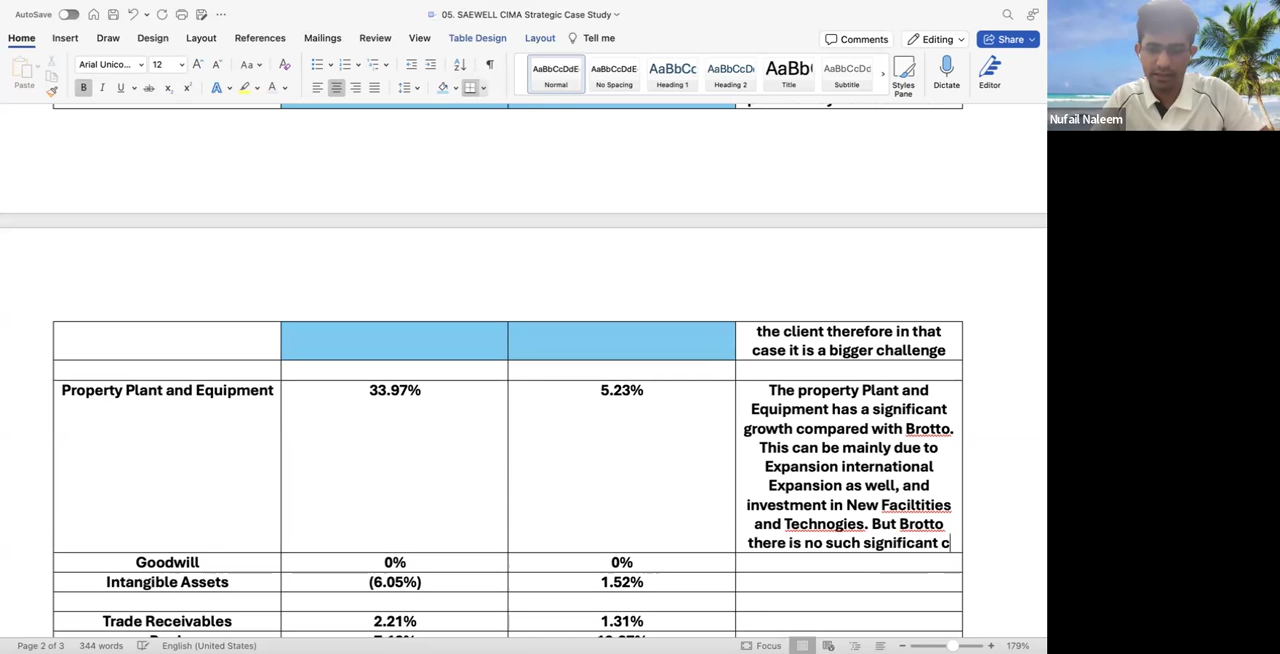 AutoSave
05. SAEWELL CIMA Strategic Case Study
Home Insert Draw Design Layout References Mailings Review View Table Design Layout Tell me
Comments Editing Share
Arial Unico... 12
AaBbCcDdE AaBbCcDdE AaBbCc AaBbCcD AaBb AaBbCcDd
Normal No Spacing Heading 1 Heading 2 Title Subtitle
Styles Pane Dictate Editor
Nufail Naleem
the client therefore in that
case it is a bigger challenge
Property Plant and Equipment 33.97% 5.23% The property Plant and
Equipment has a significant
growth compared with Brotto.
This can be mainly due to
Expansion international
Expansion as well, and
investment in New Faciltities
and Technogies. But Brotto
there is no such significant c
Goodwill 0% 0%
Intangible Assets (6.05%) 1.52%
Trade Receivables 2.21% 1.31%
Page 2 of 3 344 words English (United States) Focus 179%